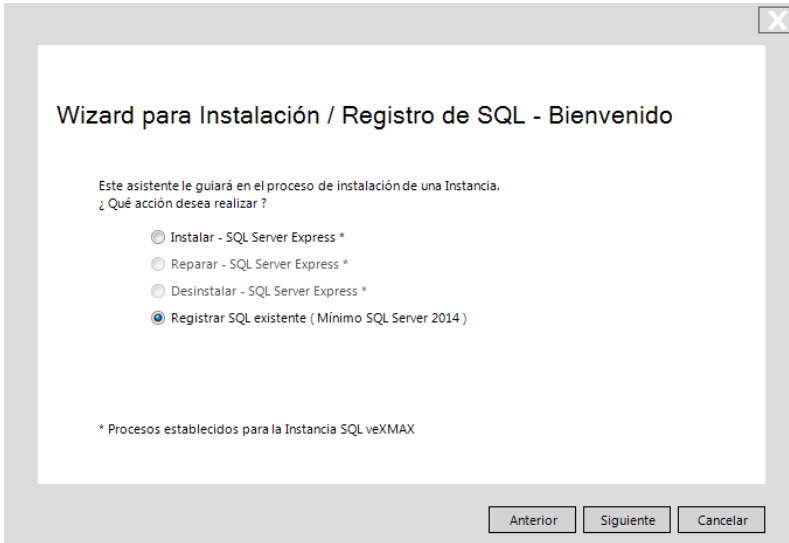 X
Wizard para Instalación / Registro de SQL - Bienvenido
Este asistente le guiará en el proceso de instalación de una Instancia.
¿ Qué acción desea realizar ?
Instalar - SQL Server Express *
Reparar - SQL Server Express *
Desinstalar - SQL Server Express *
Registrar SQL existente ( Mínimo SQL Server 2014 )
* Procesos establecidos para la Instancia SQL veXMAX
Anterior Siguiente Cancelar